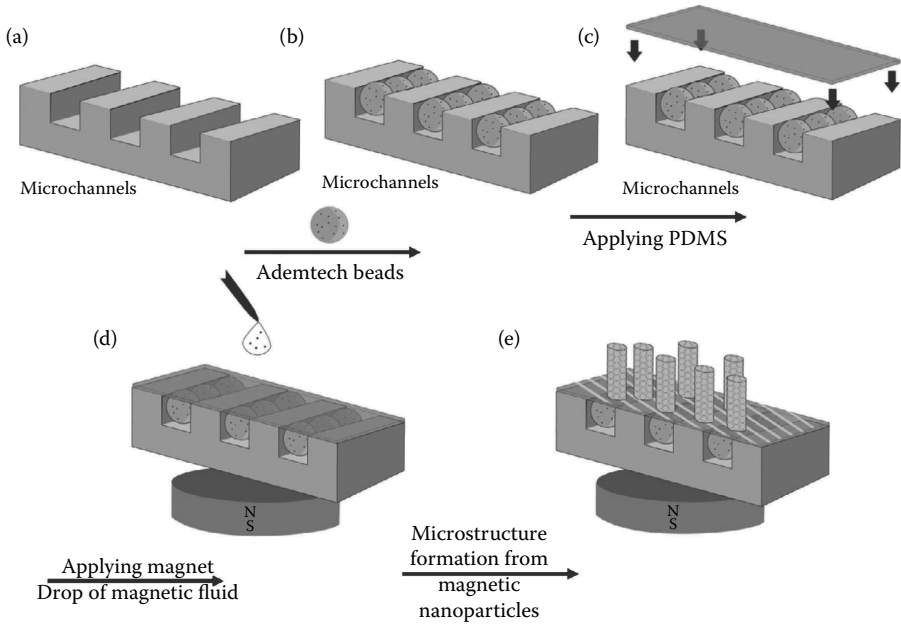 (a)
(b)
(c)
Microchannels
Microchannels
Microchannels
Ademtech beads
Applying PDMS
(d)
(e)
N
S
N
S
Applying magnet
Drop of magnetic fluid
Microstructure
formation from
magnetic
nanoparticles